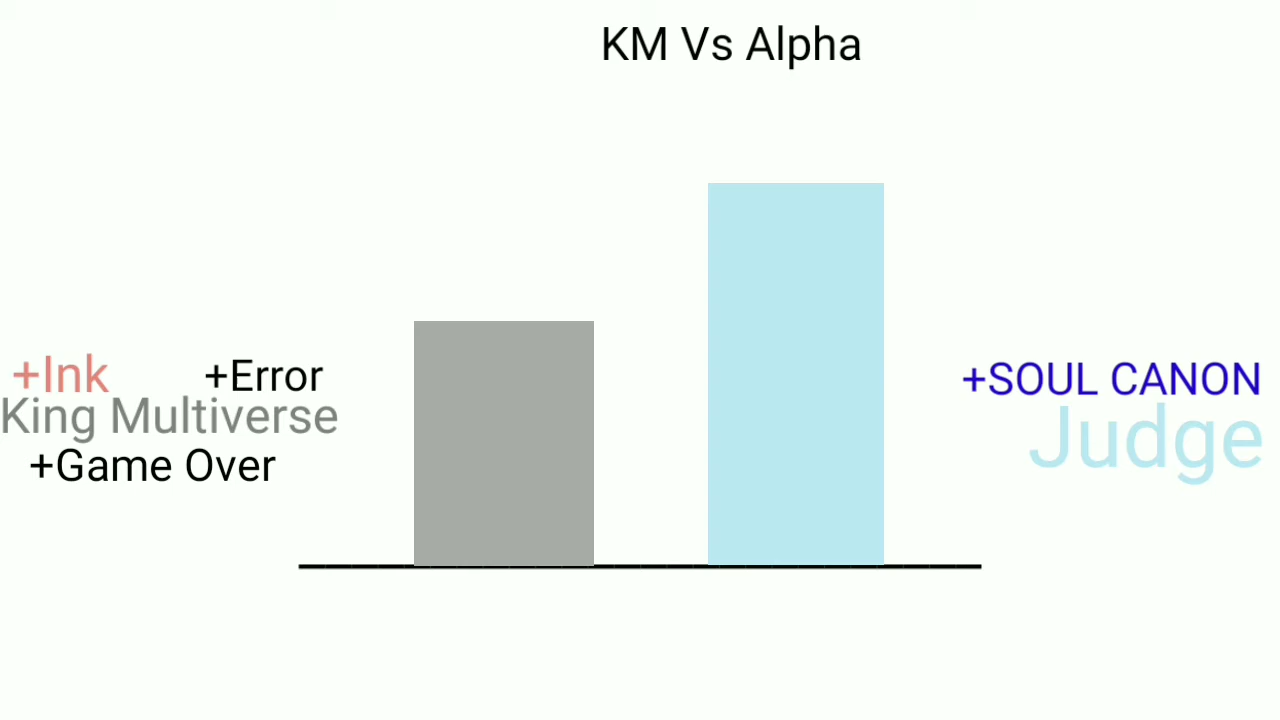 KM Vs Alpha
+Ink
+Error
King Multiverse
+Game Over
+SOUL CANON
Judge